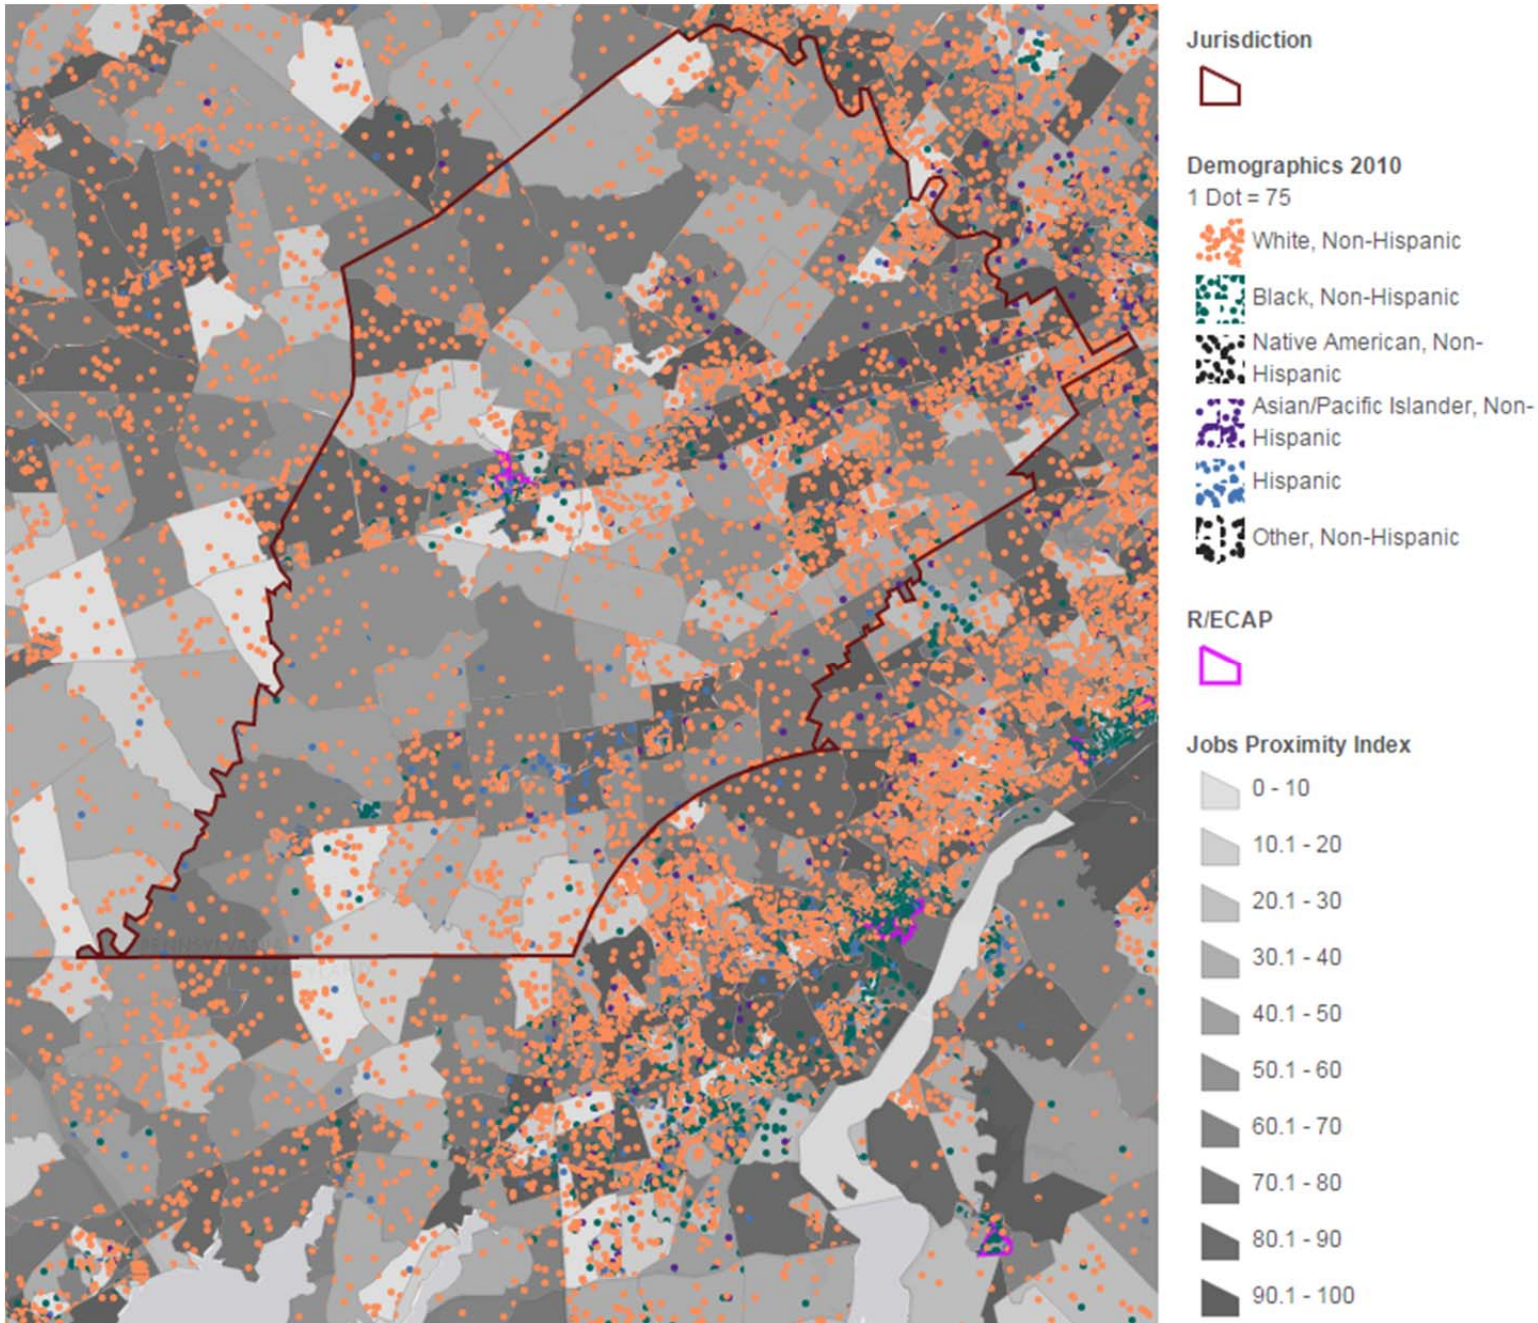 Jurisdiction
Demographics 2010
1 Dot = 75
White, Non-Hispanic
Black, Non-Hispanic
Native American, Non-
Hispanic
Asian/Pacific Islander, Non-
Hispanic
Hispanic
Other, Non-Hispanic
R/ECAP
Jobs Proximity Index
0 - 10
10.1 - 20
20.1 - 30
30.1 - 40
40.1 - 50
50.1 - 60
60.1 - 70
70.1 - 80
80.1 - 90
90.1 - 100
PENNSYLVANIA